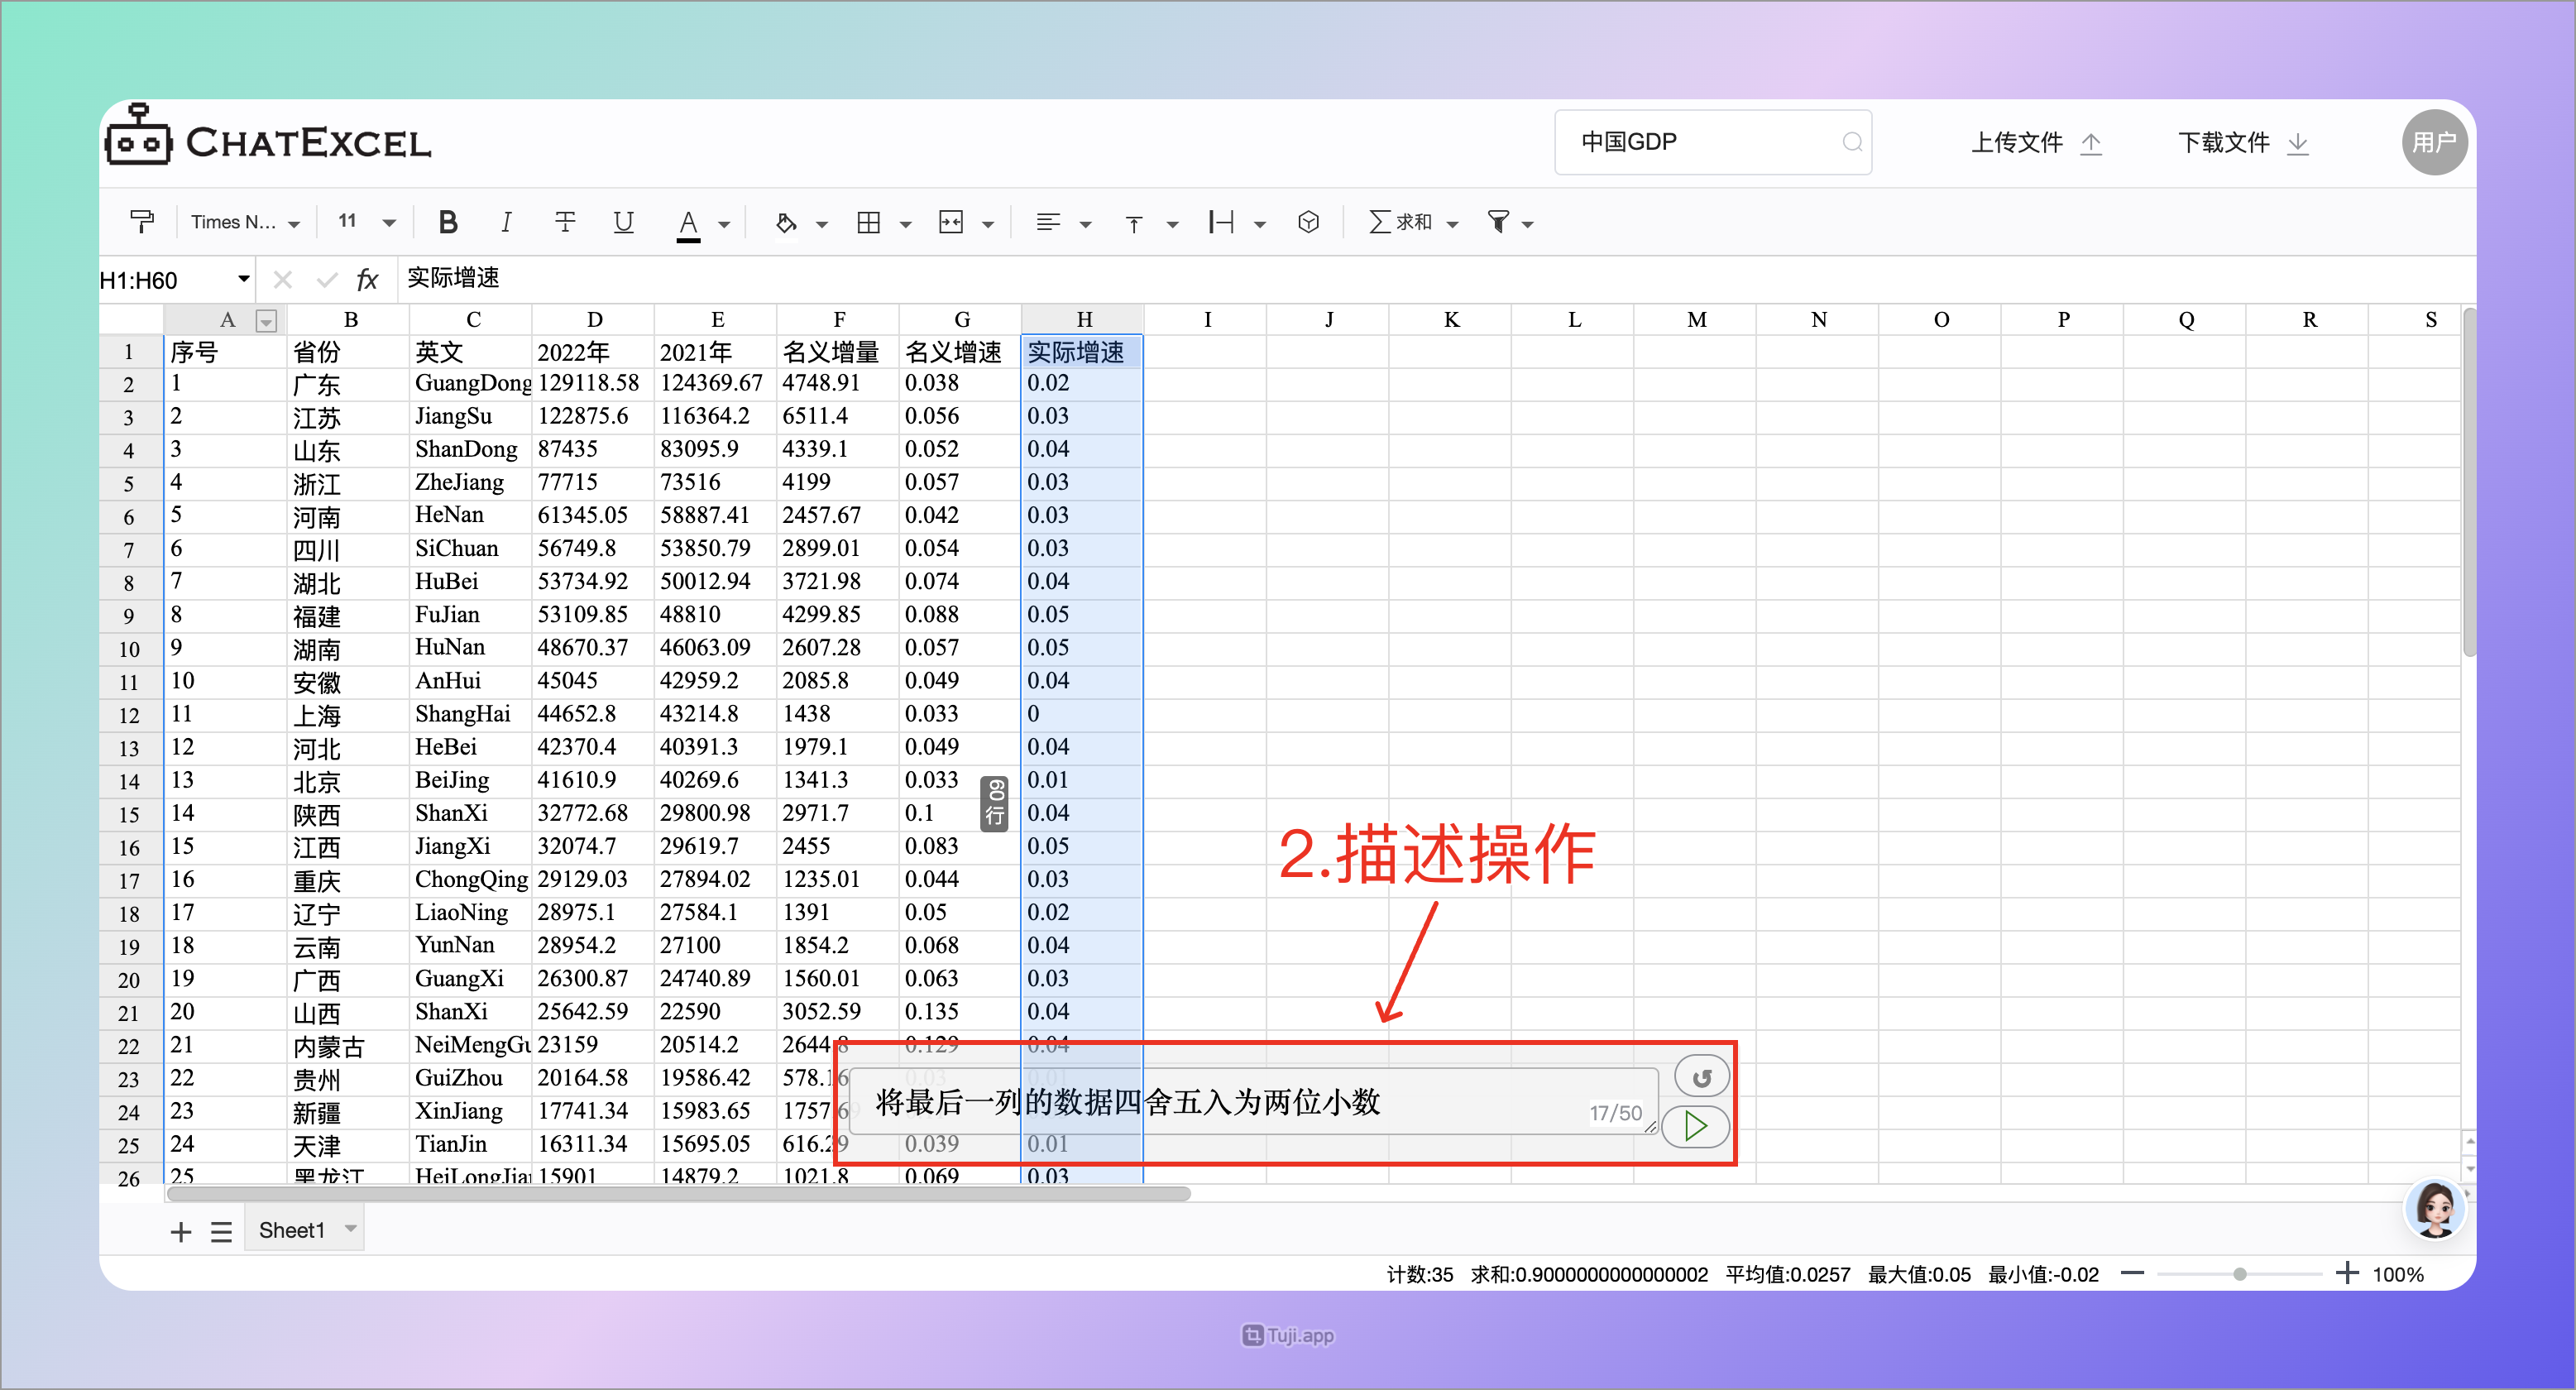 CHATEXCEL
中国GDP
上传文件
下载文件
用户
Times N...
11
B I T U A
求和
H1:H60
fx
实际增速
A B C D E F G H I J K L M N O P Q R S
1 序号 省份 英文 2022年 2021年 名义增量 名义增速 实际增速
2 1 广东 GuangDong 129118.58 124369.67 4748.91 0.038 0.02
3 2 江苏 JiangSu 122875.6 116364.2 6511.4 0.056 0.03
4 3 山东 ShanDong 87435 83095.9 4339.1 0.052 0.04
5 4 浙江 ZheJiang 77715 73516 4199 0.057 0.03
6 5 河南 HeNan 61345.05 58887.41 2457.67 0.042 0.03
7 6 四川 SiChuan 56749.8 53850.79 2899.01 0.054 0.03
8 7 湖北 HuBei 53734.92 50012.94 3721.98 0.074 0.04
9 8 福建 FuJian 53109.85 48810 4299.85 0.088 0.05
10 9 湖南 HuNan 48670.37 46063.09 2607.28 0.057 0.05
11 10 安徽 AnHui 45045 42959.2 2085.8 0.049 0.04
12 11 上海 ShangHai 44652.8 43214.8 1438 0.033 0
13 12 河北 HeBei 42370.4 40391.3 1979.1 0.049 0.04
14 13 北京 BeiJing 41610.9 40269.6 1341.3 0.033 0.01
15 14 陕西 ShanXi 32772.68 29800.98 2971.7 0.1 0.04
60行
16 15 江西 JiangXi 32074.7 29619.7 2455 0.083 0.05
2.描述操作
17 16 重庆 ChongQing 29129.03 27894.02 1235.01 0.044 0.03
18 17 辽宁 LiaoNing 28975.1 27584.1 1391 0.05 0.02
19 18 云南 YunNan 28954.2 27100 1854.2 0.068 0.04
20 19 广西 GuangXi 26300.87 24740.89 1560.01 0.063 0.03
21 20 山西 ShanXi 25642.59 22590 3052.59 0.135 0.04
22 21 内蒙古 NeiMengGu 23159 20514.2 2644.8 0.129 0.04
23 22 贵州 GuiZhou 20164.58 19586.42 578.16 0.03 0.01
24 23 新疆 XinJiang 17741.34 15983.65 1757.69
将最后一列的数据四舍五入为两位小数
17/50
25 24 天津 TianJin 16311.34 15695.05 616.29 0.039 0.01
26 25 黑龙江 HeiLongJia 15901 14879.2 1021.8 0.069 0.03
Sheet1
计数:35 求和:0.9000000000000002 平均值:0.0257 最大值:0.05 最小值:-0.02 100%
Tuji.app